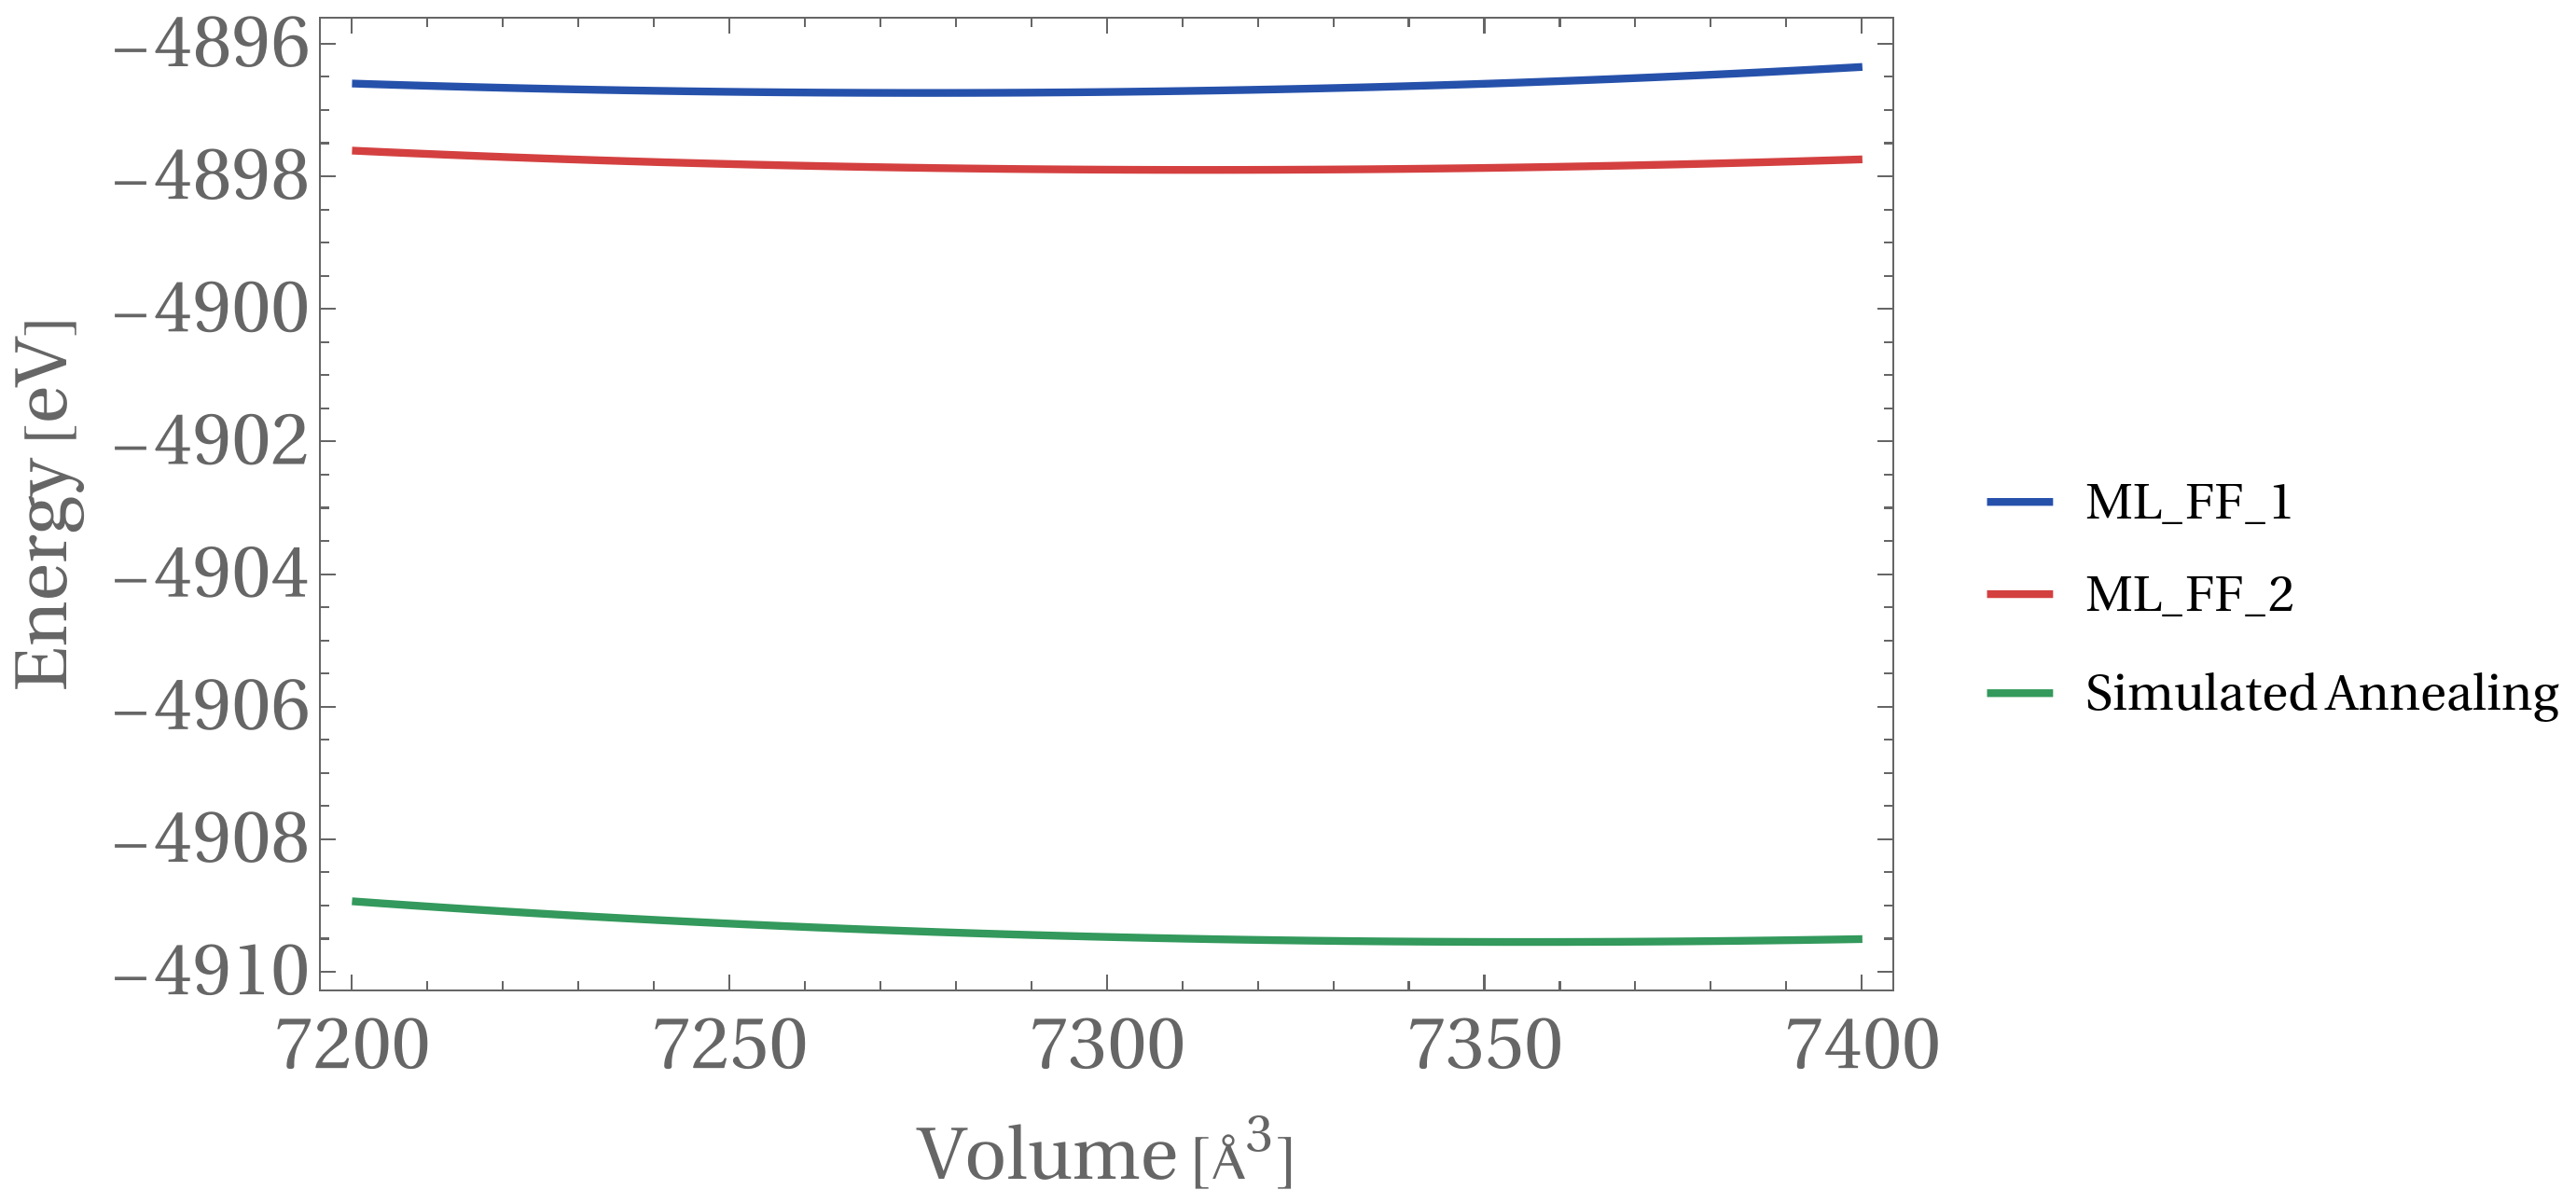 Energy [eV]
−4896
−4898
−4900
−4902
−4904
−4906
−4908
−4910
7200 7250 7300 7350 7400
Volume [Å³]
ML_FF_1
ML_FF_2
Simulated Annealing